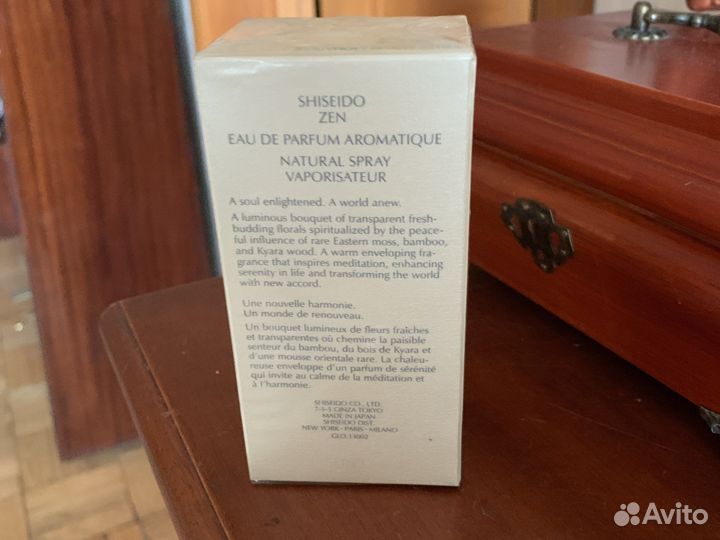 SHISEIDO
ZEN
EAU DE PARFUM AROMATIQUE
NATURAL SPRAY
VAPORISATEUR
A soul enlightened. A world anew.
A luminous bouquet of transparent fresh-
budding florals spiritualized by the peace-
ful influence of rare Eastern moss, bamboo,
and Kyara wood. A warm enveloping fra-
grance that inspires meditation, enhancing
serenity in life and transforming the world
with new accord.
Une nouvelle harmonie.
Un monde de renouveau.
Un bouquet lumineux de fleurs fraîches
et transparentes où chemine la paisible
senteur du bambou, du bois de Kyara et
d'une mousse orientale rare. La chaleu-
reuse enveloppe d'un parfum de sérénité
qui invite au calme de la méditation et
à l'harmonie.
SHISEIDO CO., LTD.
7-5-5 GINZA TOKYO
MADE IN JAPAN
SHISEIDO DIST.
NEW YORK · PARIS · MILANO
GLO.13002
Avito